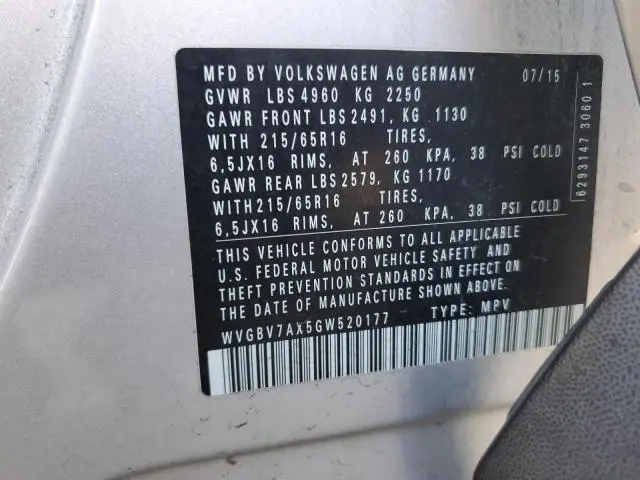 MFD BY VOLKSWAGEN AG GERMANY 07/15
GVWR LBS 4960 KG 2250
GAWR FRONT LBS 2491, KG 1130
WITH 215/65R16 TIRES,
6,5JX16 RIMS, AT 260 KPA, 38 PSI COLD
GAWR REAR LBS 2579, KG 1170
WITH 215/65R16 TIRES,
6,5JX16 RIMS, AT 260 KPA, 38 PSI COLD
THIS VEHICLE CONFORMS TO ALL APPLICABLE
U.S. FEDERAL MOTOR VEHICLE SAFETY AND
THEFT PREVENTION STANDARDS IN EFFECT ON
THE DATE OF MANUFACTURE SHOWN ABOVE.
WVGBV7AX5GW520177 TYPE: MPV
6293147 30601